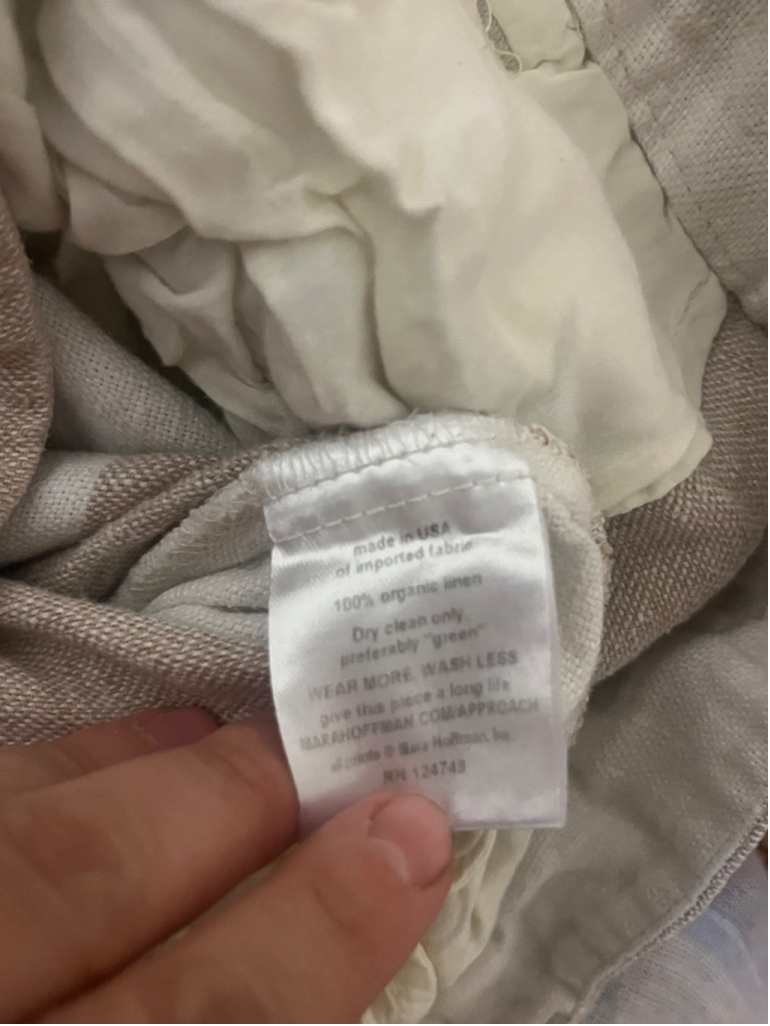 made in USA
of imported fabric
100% organic linen
Dry clean only
preferably "green"
WEAR MORE, WASH LESS
give this piece a long life
MARAHOFFMAN.COM/APPROACH
all prints © Mara Hoffman, Inc.
RN 124749